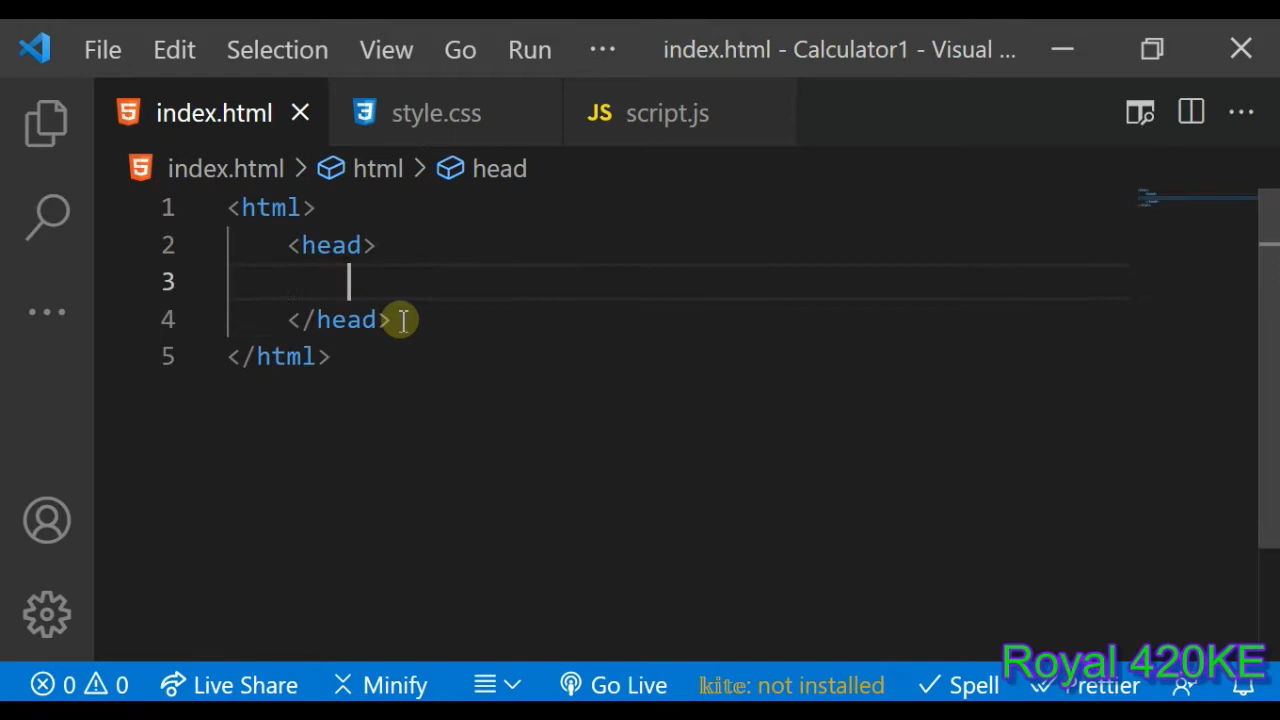 File Edit Selection View Go Run ··· index.html - Calculator1 - Visual ...
index.html style.css JS script.js
index.html > html > head
1 <html>
2 <head>
3
4 </head>
5 </html>
Royal 420KE
0 0 Live Share Minify Go Live kite: not installed Spell Prettier